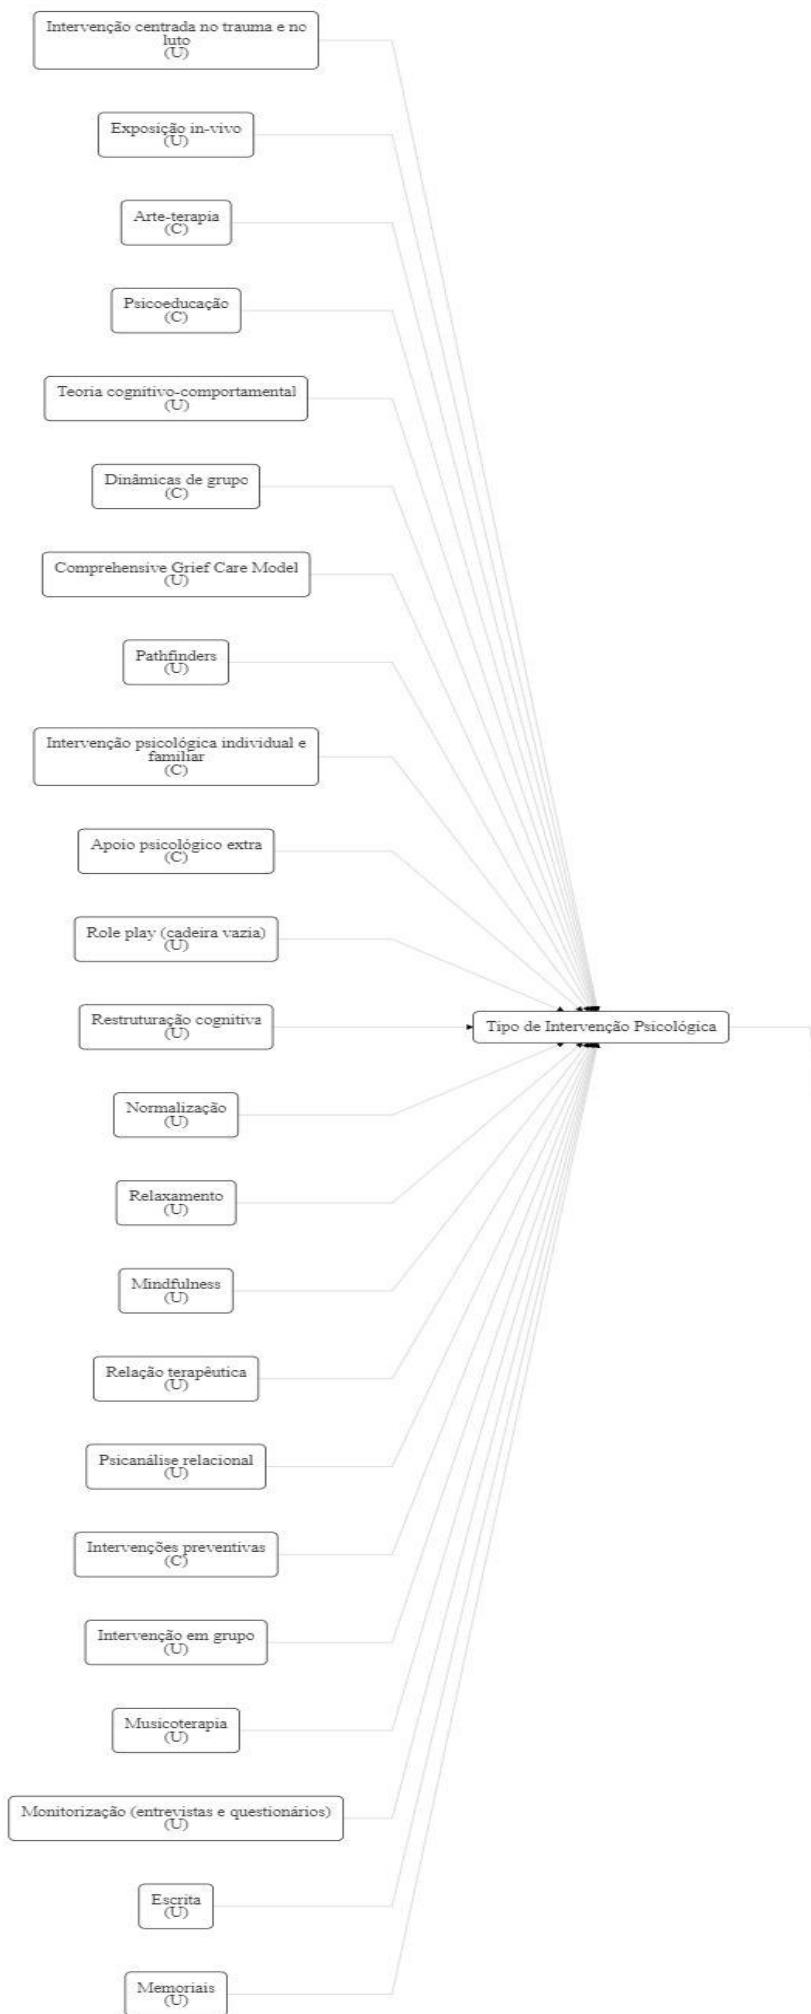 Intervenção centrada no trauma e no
luto
(U)
Exposição in-vivo
(U)
Arte-terapia
(C)
Psicoeducação
(C)
Teoria cognitivo-comportamental
(U)
Dinâmicas de grupo
(C)
Comprehensive Grief Care Model
(U)
Pathfinders
(U)
Intervenção psicológica individual e
familiar
(C)
Apoio psicológico extra
(C)
Role play (cadeira vazia)
(U)
Restruturação cognitiva
(U)
Tipo de Intervenção Psicológica
Normalização
(U)
Relaxamento
(U)
Mindfulness
(U)
Relação terapêutica
(U)
Psicanálise relacional
(U)
Intervenções preventivas
(C)
Intervenção em grupo
(U)
Musicoterapia
(U)
Monitorização (entrevistas e questionários)
(U)
Escrita
(U)
Memoriais
(U)